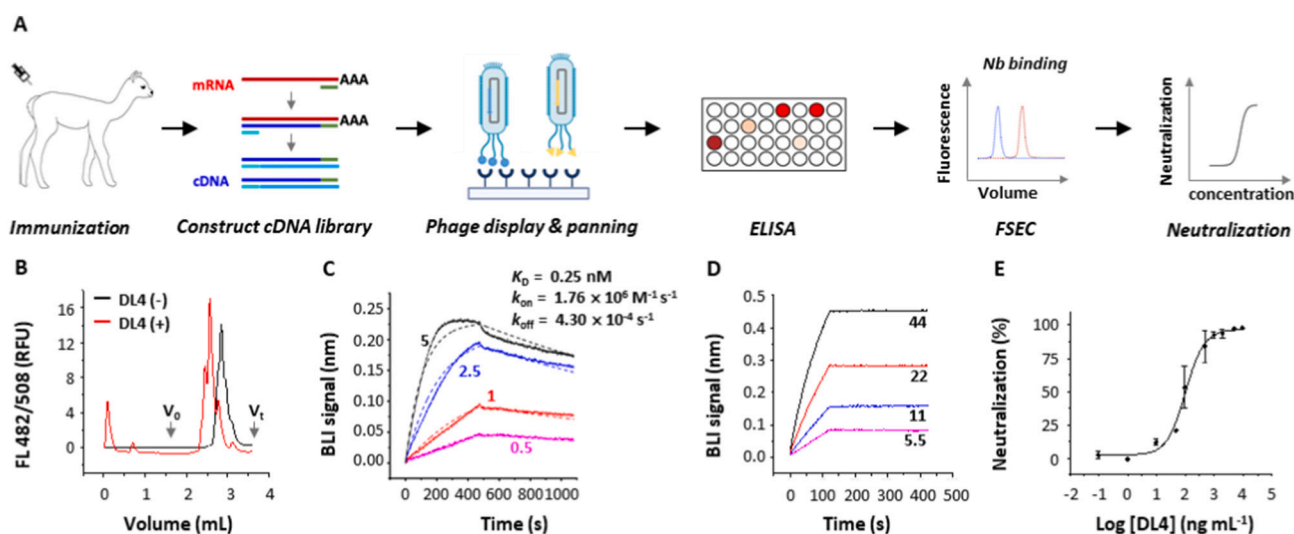 A
mRNA
AAA
AAA
cDNA
Nb binding
Fluorescence
Volume
Neutralization
concentration
Immunization
Construct cDNA library
Phage display & panning
ELISA
FSEC
Neutralization
B
DL4 (-)
DL4 (+)
FL 482/508 (RFU)
16
12
8
4
0
V₀
Vₜ
0 1 2 3 4
Volume (mL)
C
K_D = 0.25 nM
k_on = 1.76 × 10⁶ M⁻¹ s⁻¹
k_off = 4.30 × 10⁻⁴ s⁻¹
BLI signal (nm)
0.25
0.20
0.15
0.10
0.05
0.00
5
2.5
1
0.5
0 200 400 600 800 1000
Time (s)
D
BLI signal (nm)
0.5
0.4
0.3
0.2
0.1
0.0
44
22
11
5.5
0 100 200 300 400 500
Time (s)
E
Neutralization (%)
100
75
50
25
0
-2 -1 0 1 2 3 4 5
Log [DL4] (ng mL⁻¹)